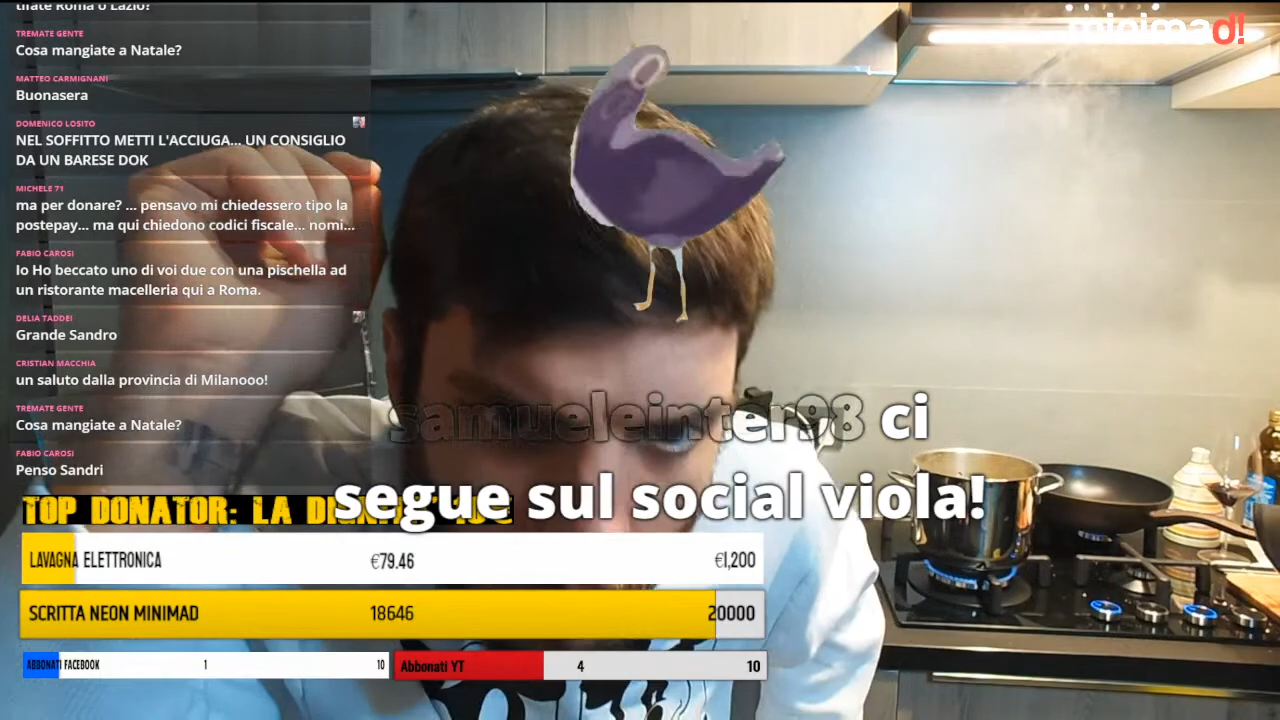 tifate Roma o Lazio?
TREMATE GENTE
Cosa mangiate a Natale?
MATTEO CARMIGNANI
Buonasera
DOMENICO LOSITO
NEL SOFFITTO METTI L'ACCIUGA... UN CONSIGLIO
DA UN BARESE DOK
MICHELE 71
ma per donare? ... pensavo mi chiedessero tipo la
postepay... ma qui chiedono codici fiscale... nomi...
FABIO CAROSI
Io Ho beccato uno di voi due con una pischella ad
un ristorante macelleria qui a Roma.
DELIA TADDEI
Grande Sandro
CRISTIAN MACCHIA
un saluto dalla provincia di Milanooo!
TREMATE GENTE
Cosa mangiate a Natale?
FABIO CAROSI
Penso Sandri
minimad!
samueleinter98 ci
segue sul social viola!
TOP DONATOR: LA
LAVAGNA ELETTRONICA €79.46 €1,200
SCRITTA NEON MINIMAD 18646 20000
ABBONATI FACEBOOK 1 10
Abbonati YT 4 10